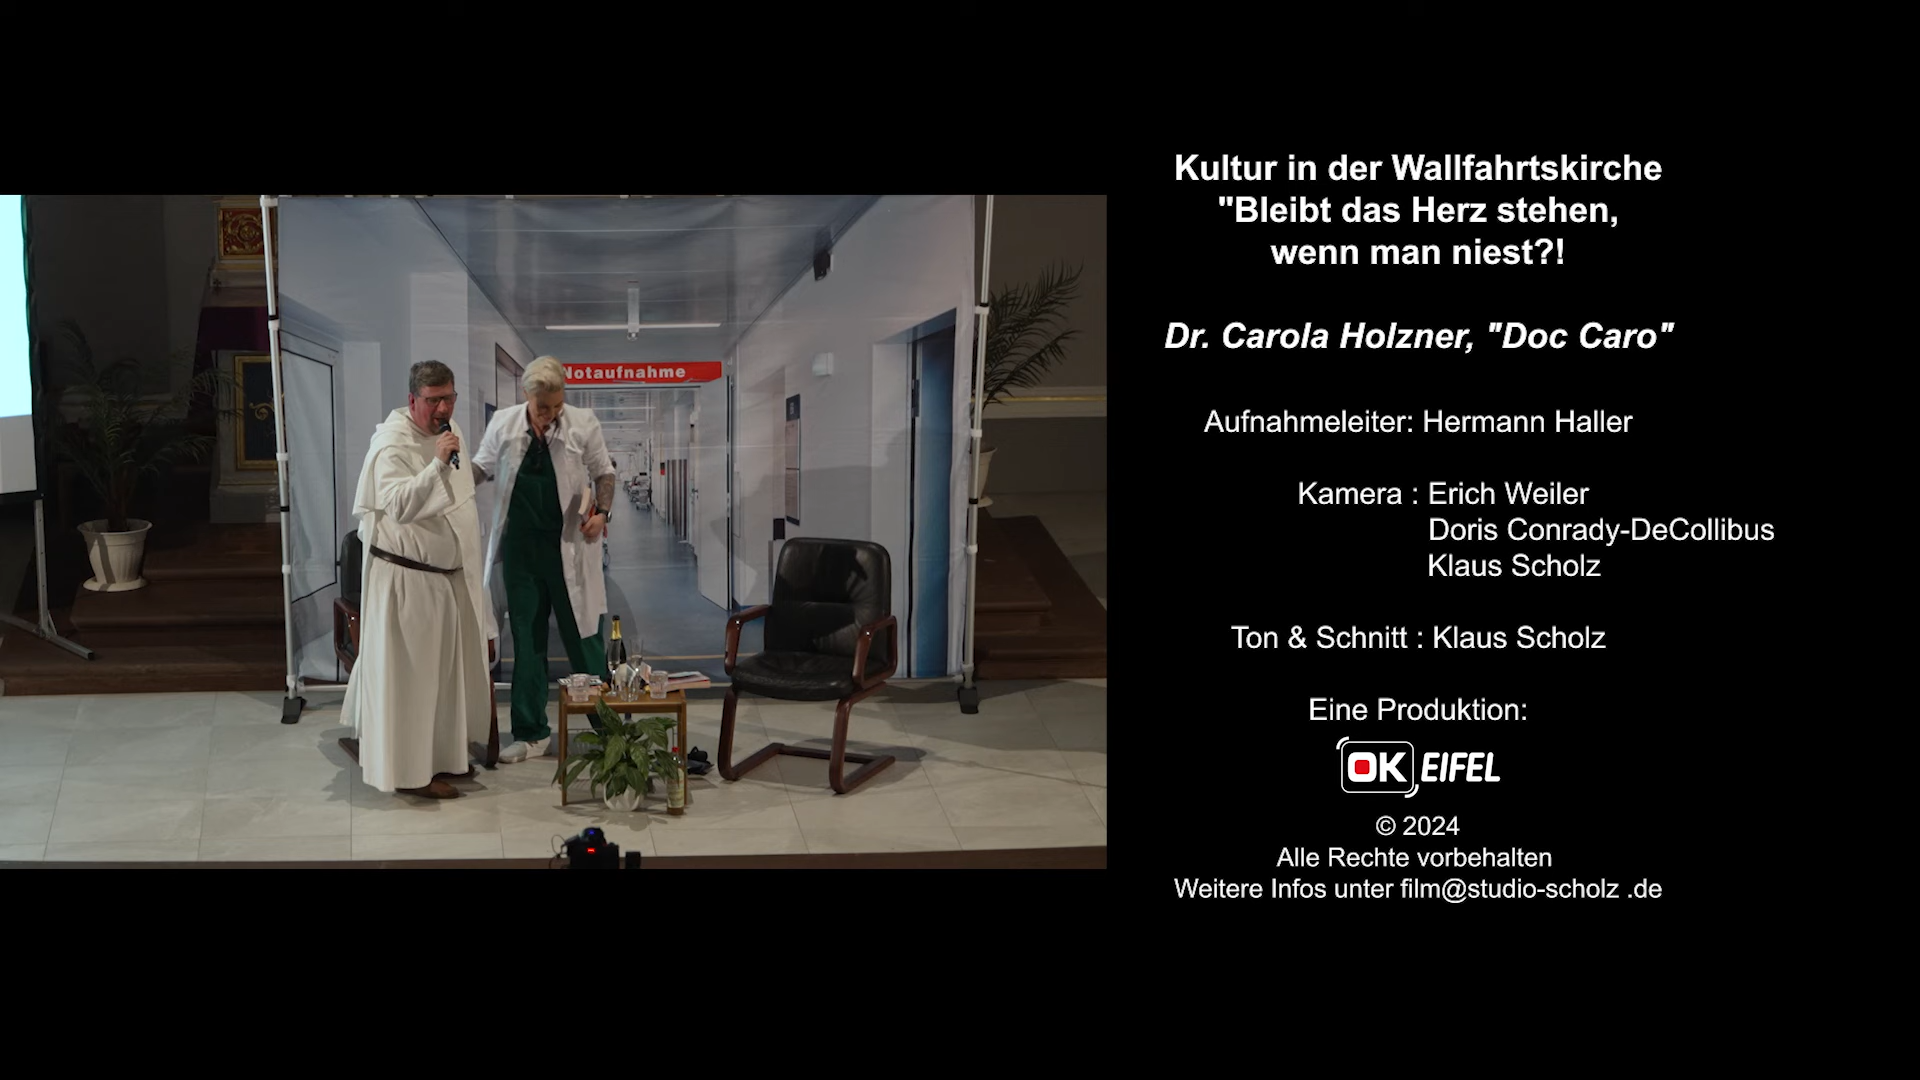 Notaufnahme
Kultur in der Wallfahrtskirche
"Bleibt das Herz stehen,
wenn man niest?!
Dr. Carola Holzner, "Doc Caro"
Aufnahmeleiter: Hermann Haller
Kamera : Erich Weiler
Doris Conrady-DeCollibus
Klaus Scholz
Ton & Schnitt : Klaus Scholz
Eine Produktion:
OK EIFEL
© 2024
Alle Rechte vorbehalten
Weitere Infos unter film@studio-scholz .de